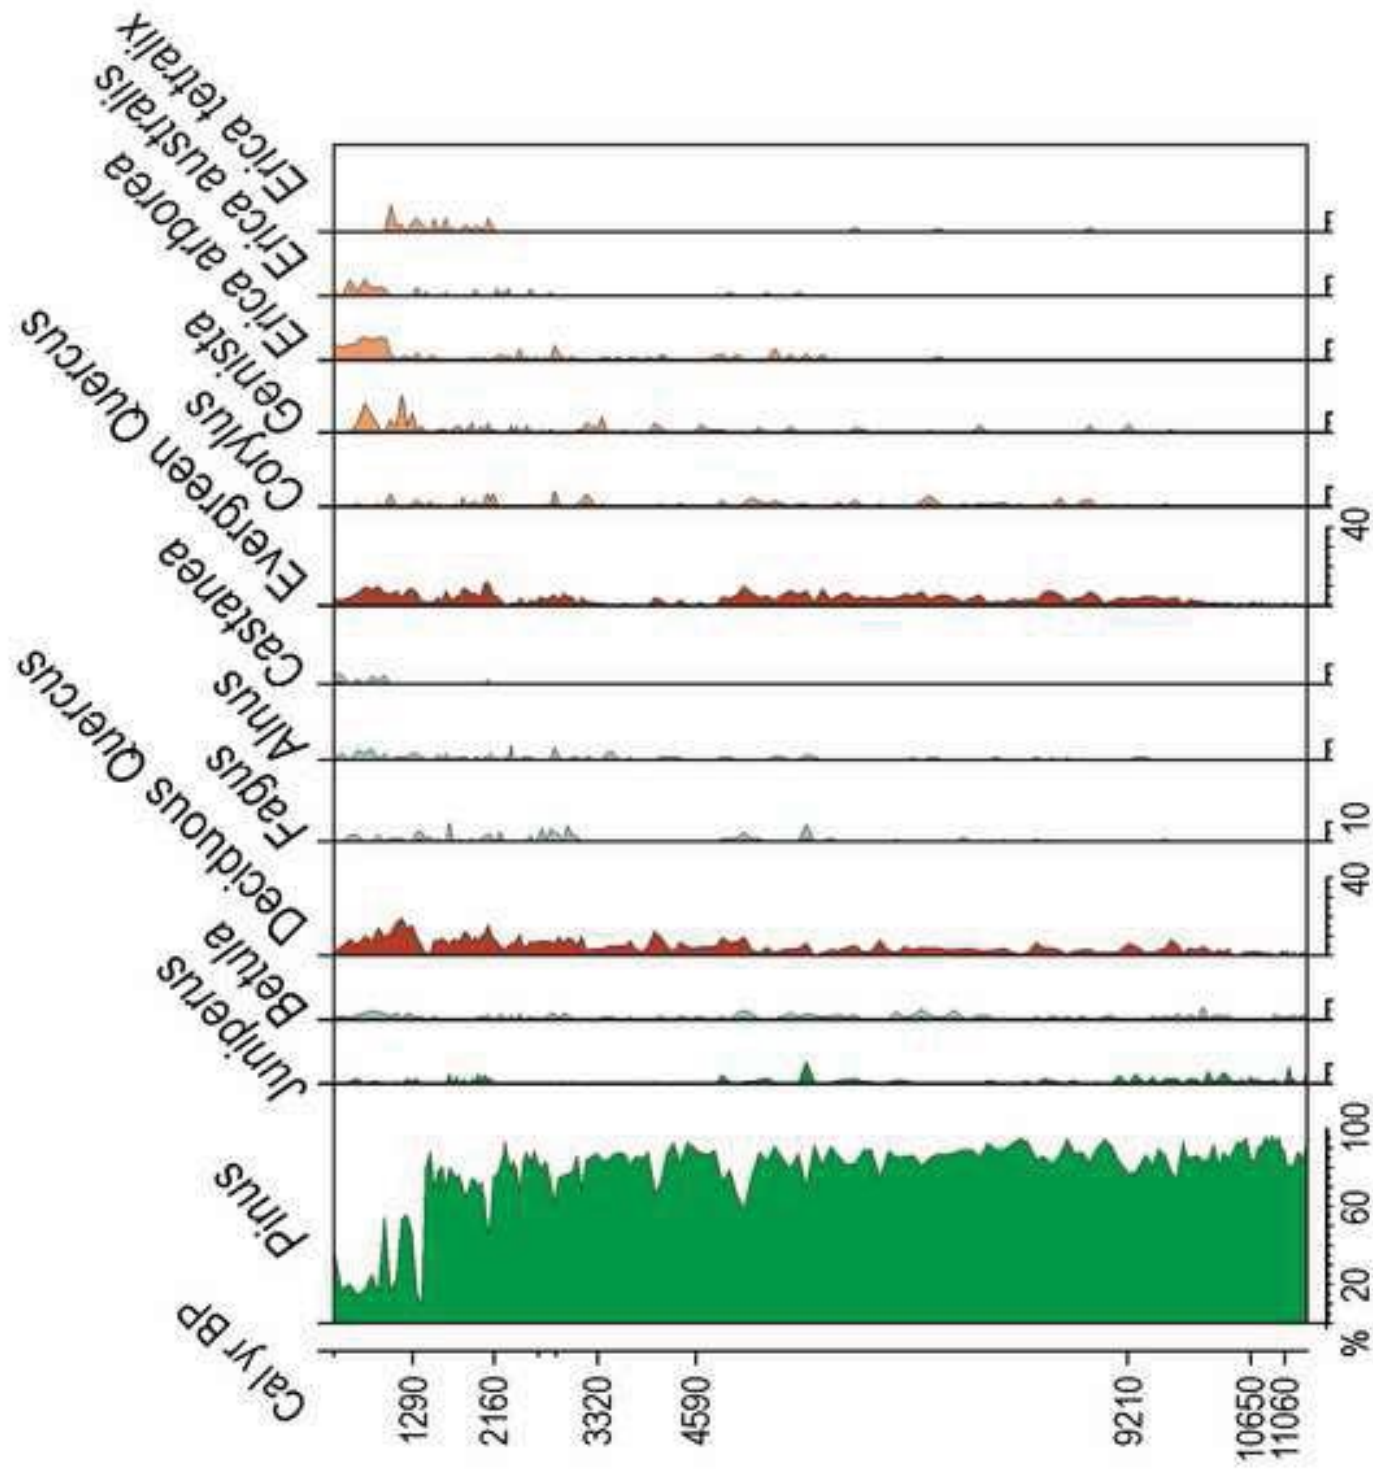 Erica tetralix
Erica australis
Erica arborea
Genista
Corylus
Evergreen Quercus
Castanea
Alnus
Fagus
Deciduous Quercus
Betula
Juniperus
Pinus
Cal yr BP
40
10
40
100
60
20
%
1290
2160
3320
4590
9210
10650
11060